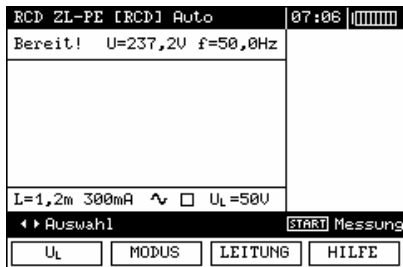 RCD ZL-PE [RCD] Auto 07:06
Bereit! U=237,2V f=50,0Hz
L=1,2m 300mA UL=50V
Auswahl START Messung
UL MODUS LEITUNG HILFE